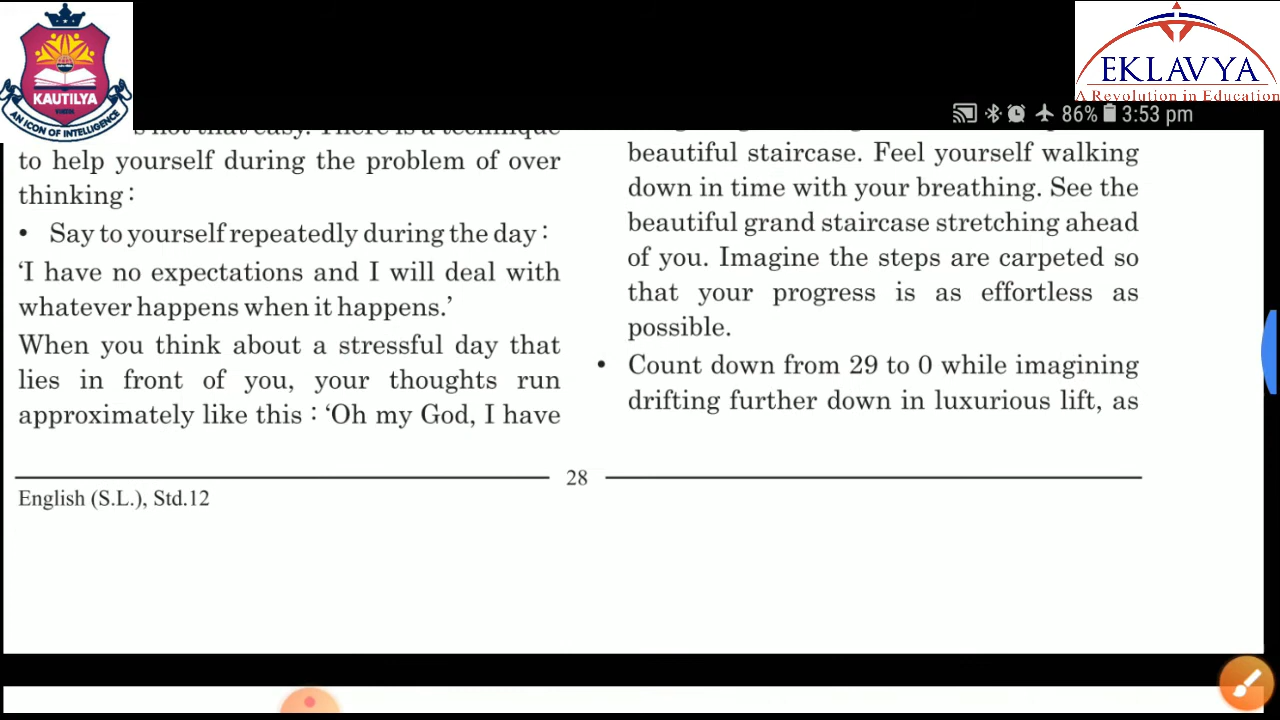 KAUTILYA
AN ICON OF INTELLIGENCE
EKLAVYA
A Revolution in Education
86% 3:53 pm
not that easy. There is a technique
to help yourself during the problem of over
thinking :
• Say to yourself repeatedly during the day :
‘I have no expectations and I will deal with
whatever happens when it happens.’
When you think about a stressful day that
lies in front of you, your thoughts run
approximately like this : ‘Oh my God, I have
beautiful staircase. Feel yourself walking
down in time with your breathing. See the
beautiful grand staircase stretching ahead
of you. Imagine the steps are carpeted so
that your progress is as effortless as
possible.
• Count down from 29 to 0 while imagining
drifting further down in luxurious lift, as
28
English (S.L.), Std.12